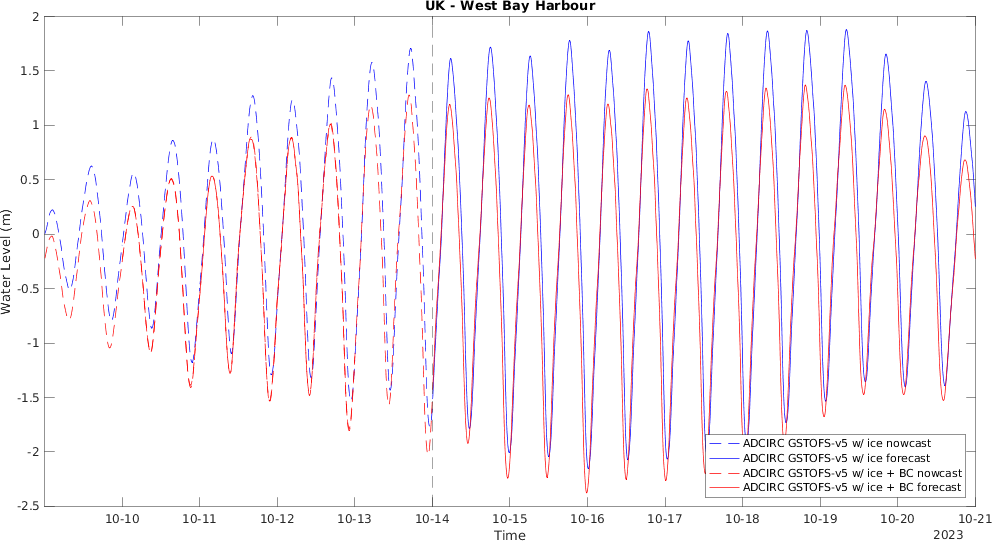 UK - West Bay Harbour
2
1.5
1
0.5
0
-0.5
-1
-1.5
-2
-2.5
Water Level (m)
ADCIRC GSTOFS-v5 w/ ice nowcast
ADCIRC GSTOFS-v5 w/ ice forecast
ADCIRC GSTOFS-v5 w/ ice + BC nowcast
ADCIRC GSTOFS-v5 w/ ice + BC forecast
10-10 10-11 10-12 10-13 10-14 10-15 10-16 10-17 10-18 10-19 10-20 10-21
Time
2023